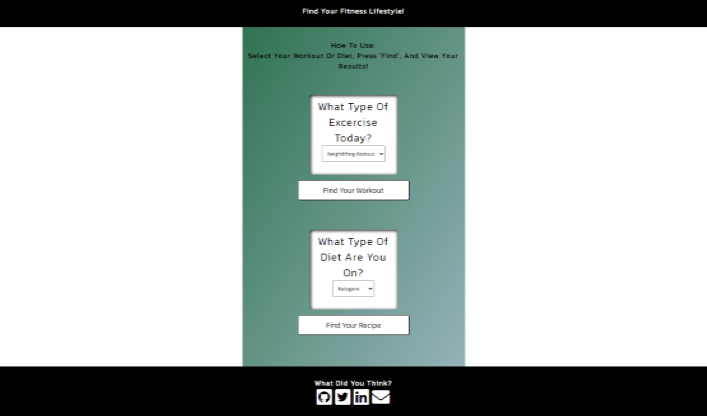 Find Your Fitness Lifestyle!
How To Use:
Select Your Workout Or Diet, Press 'Find', And View Your
Results!
What Type Of
Excercise
Today?
Weightlifting Workout
Find Your Workout
What Type Of
Diet Are You
On?
Ketogenic
Find Your Recipe
What Did You Think?
in